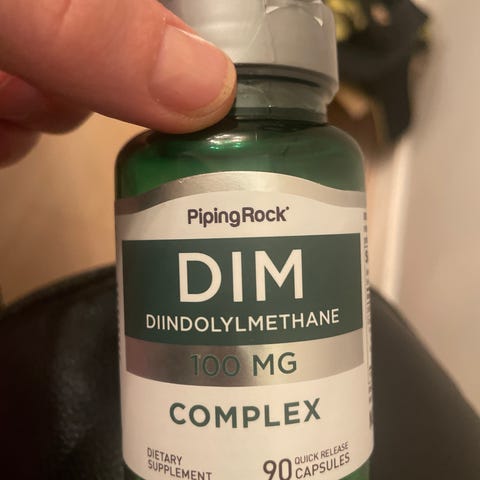 PipingRock®
DIM
DIINDOLYLMETHANE
100 MG
COMPLEX
DIETARY
SUPPLEMENT
90 QUICK RELEASE
CAPSULES